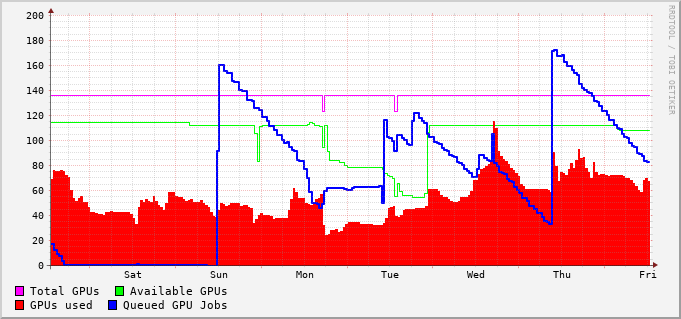 200
180
160
140
120
100
80
60
40
20
0
Sat Sun Mon Tue Wed Thu Fri
RRDTOOL / TOBI OETIKER
Total GPUs Available GPUs
GPUs used Queued GPU Jobs